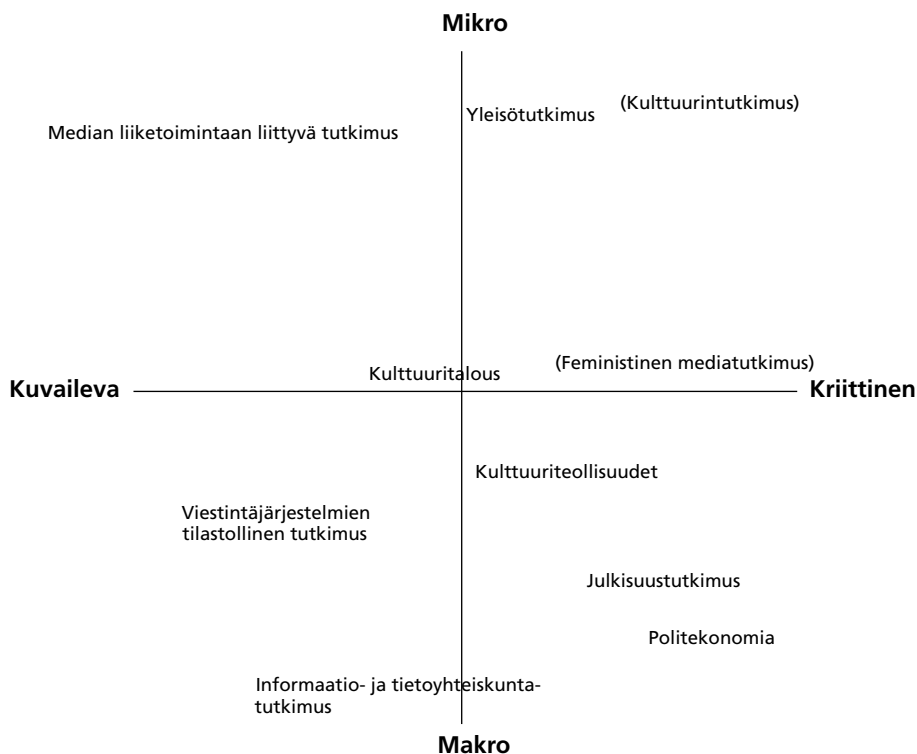 Mikro
(Kulttuurintutkimus)
Yleisötutkimus
Median liiketoimintaan liittyvä tutkimus
(Feministinen mediatutkimus)
Kulttuuritalous
Kuvaileva
Kriittinen
Kulttuuriteollisuudet
Viestintäjärjestelmien
tilastollinen tutkimus
Julkisuustutkimus
Politekonomia
Informaatio- ja tietoyhteiskunta-
tutkimus
Makro